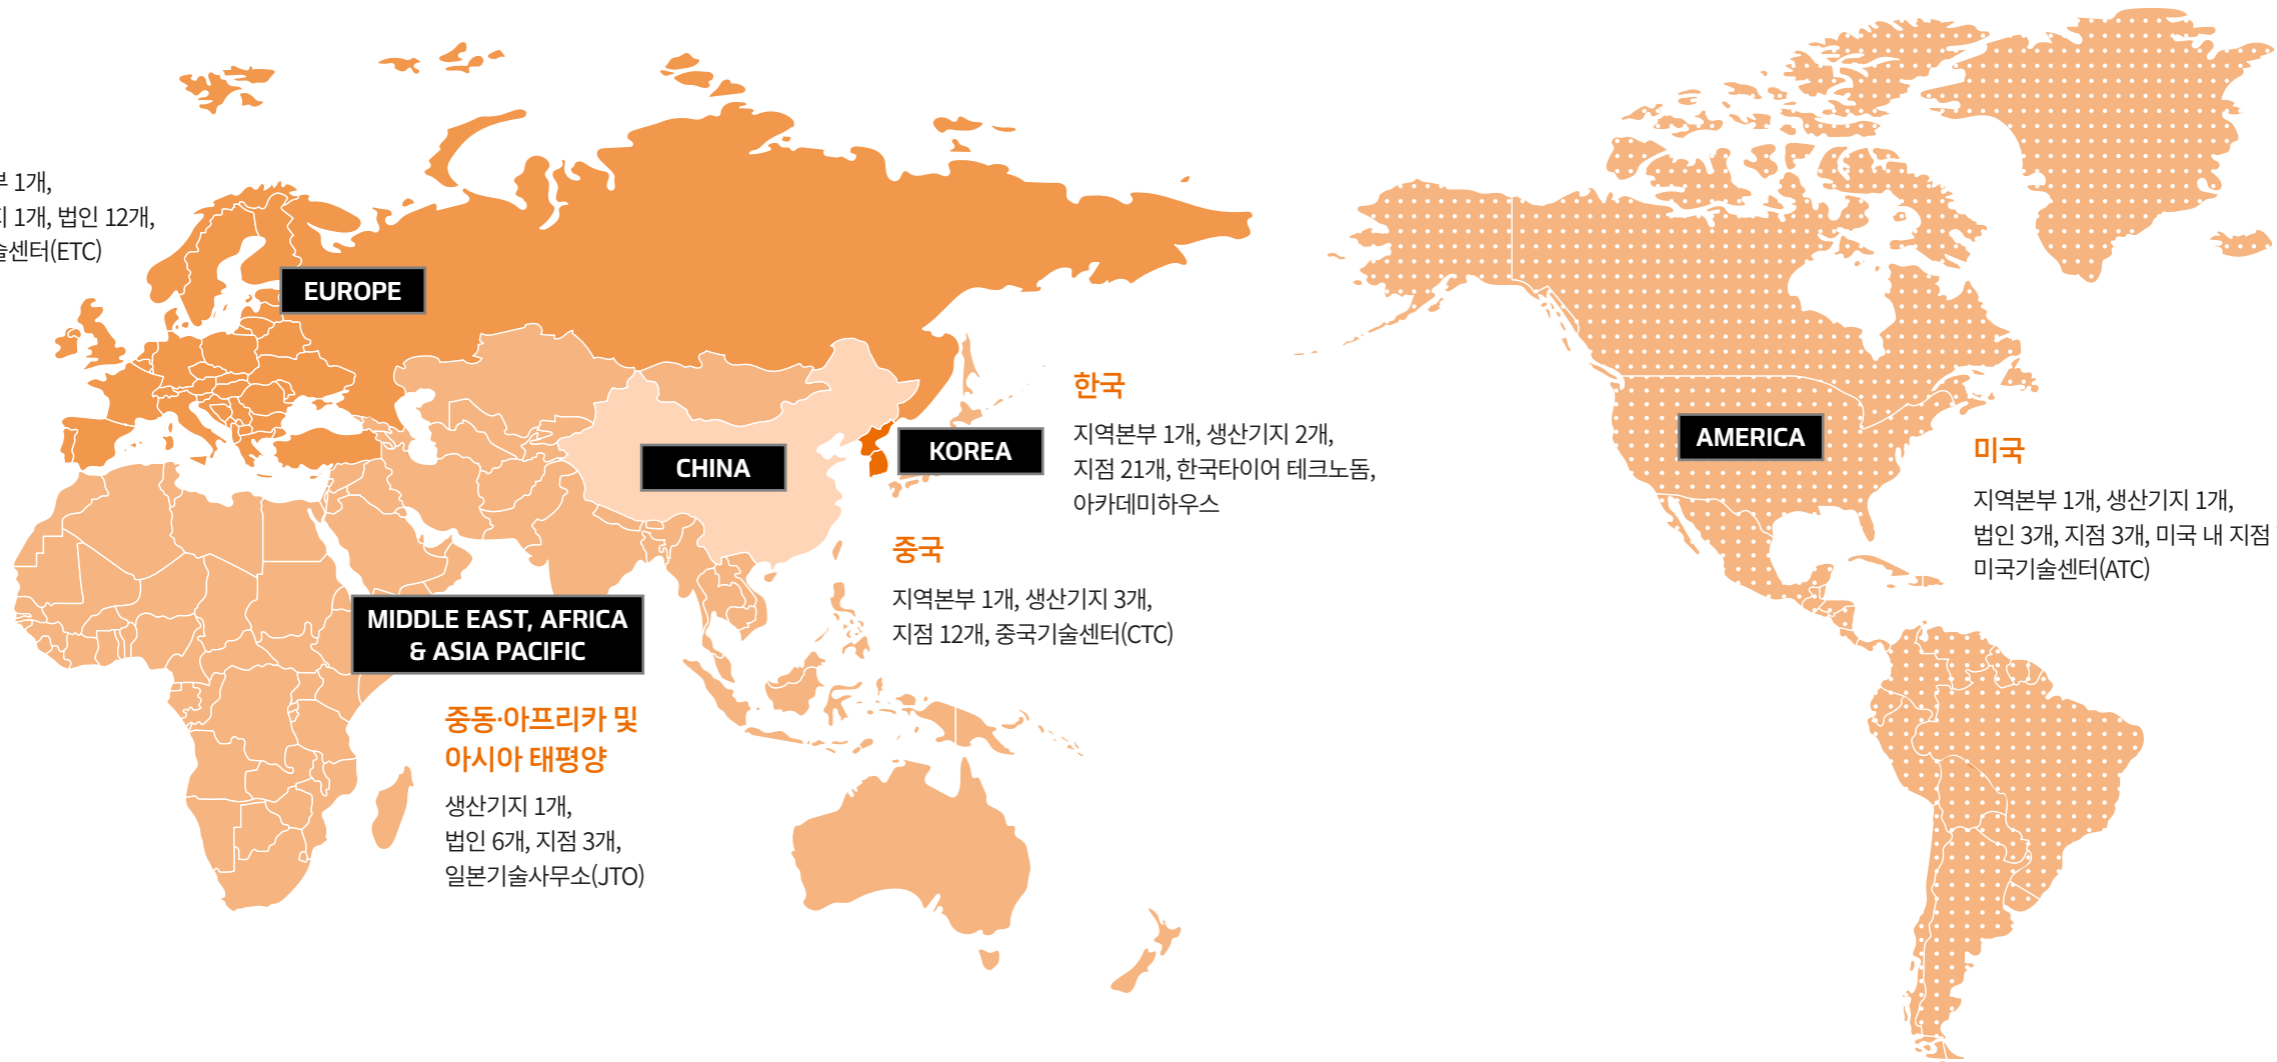 1개,
1개, 법인 12개,
술센터(ETC)
EUROPE
한국
지역본부 1개, 생산기지 2개,
지점 21개, 한국타이어 테크노돔,
아카데미하우스
KOREA
CHINA
중국
지역본부 1개, 생산기지 3개,
지점 12개, 중국기술센터(CTC)
MIDDLE EAST, AFRICA
& ASIA PACIFIC
중동·아프리카 및
아시아 태평양
생산기지 1개,
법인 6개, 지점 3개,
일본기술사무소(JTO)
AMERICA
미국
지역본부 1개, 생산기지 1개,
법인 3개, 지점 3개, 미국 내 지점
미국기술센터(ATC)